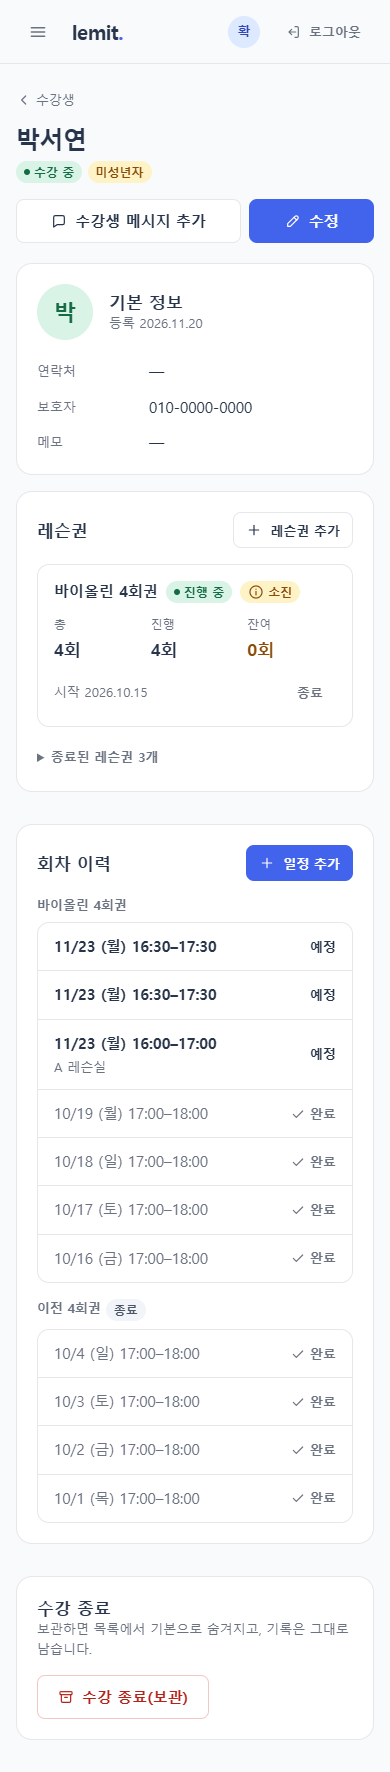 lemit.
확
로그아웃
수강생
박서연
수강 중
미성년자
수강생 메시지 추가
수정
박
기본 정보
등록 2026.11.20
연락처 —
보호자 010-0000-0000
메모 —
레슨권
레슨권 추가
바이올린 4회권 진행 중 소진
총 진행 잔여
4회 4회 0회
시작 2026.10.15 종료
종료된 레슨권 3개
회차 이력
일정 추가
바이올린 4회권
11/23 (월) 16:30–17:30 예정
11/23 (월) 16:30–17:30 예정
11/23 (월) 16:00–17:00 예정
A 레슨실
10/19 (월) 17:00–18:00 완료
10/18 (일) 17:00–18:00 완료
10/17 (토) 17:00–18:00 완료
10/16 (금) 17:00–18:00 완료
이전 4회권 종료
10/4 (일) 17:00–18:00 완료
10/3 (토) 17:00–18:00 완료
10/2 (금) 17:00–18:00 완료
10/1 (목) 17:00–18:00 완료
수강 종료
보관하면 목록에서 기본으로 숨겨지고, 기록은 그대로
남습니다.
수강 종료(보관)